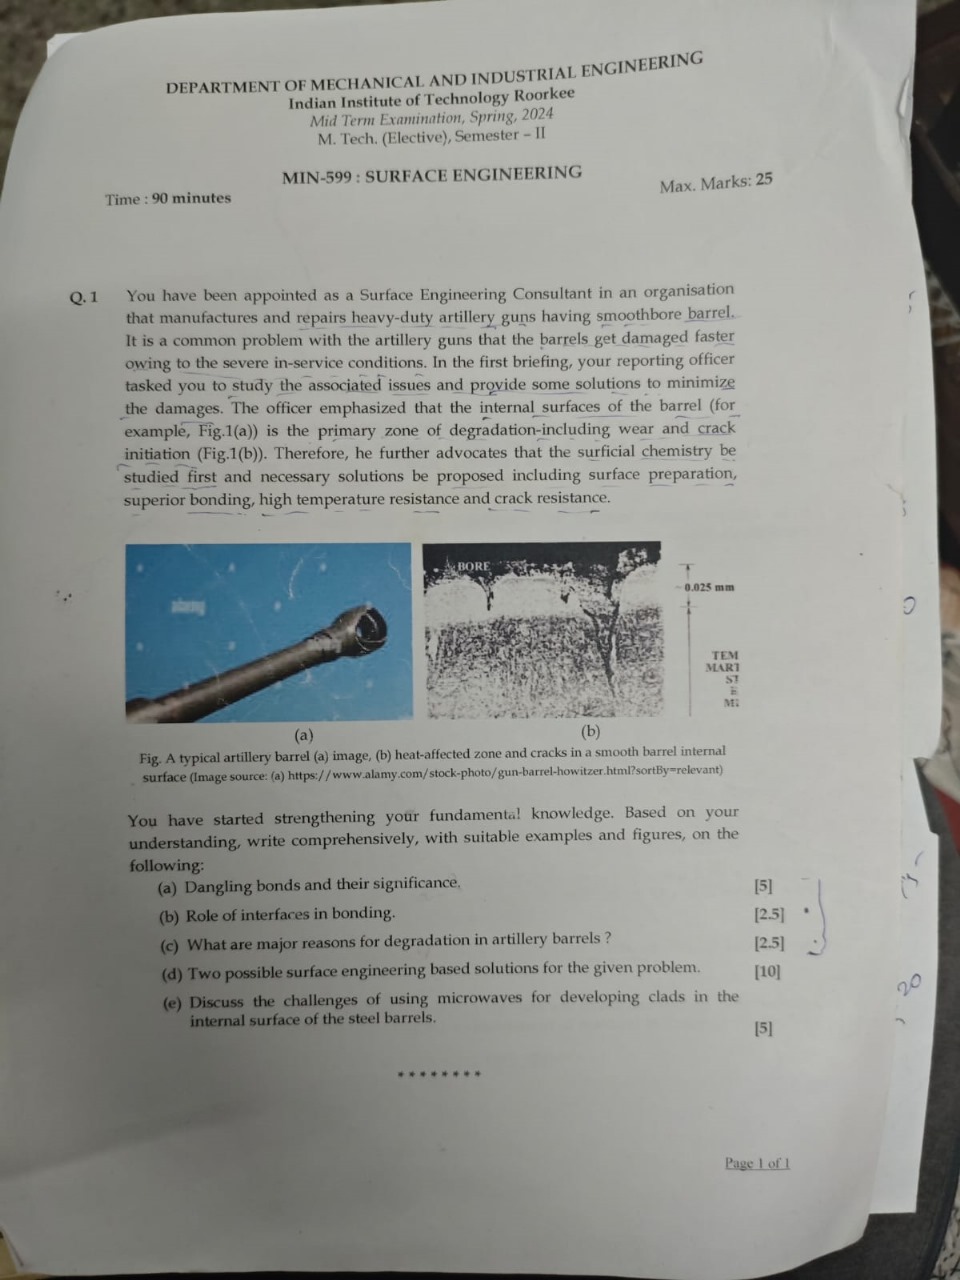 DEPARTMENT OF MECHANICAL AND INDUSTRIAL ENGINEERING
Indian Institute of Technology Roorkee
Mid Term Examination, Spring, 2024
M. Tech. (Elective), Semester – II
MIN-599 : SURFACE ENGINEERING
Time : 90 minutes
Max. Marks: 25
Q. 1 You have been appointed as a Surface Engineering Consultant in an organisation
that manufactures and repairs heavy-duty artillery guns having smoothbore barrel.
It is a common problem with the artillery guns that the barrels get damaged faster
owing to the severe in-service conditions. In the first briefing, your reporting officer
tasked you to study the associated issues and provide some solutions to minimize
the damages. The officer emphasized that the internal surfaces of the barrel (for
example, Fig.1(a)) is the primary zone of degradation-including wear and crack
initiation (Fig.1(b)). Therefore, he further advocates that the surficial chemistry be
studied first and necessary solutions be proposed including surface preparation,
superior bonding, high temperature resistance and crack resistance.
BORE
0.025 mm
TEM
MART
ST
E
MI
(a)
(b)
Fig. A typical artillery barrel (a) image, (b) heat-affected zone and cracks in a smooth barrel internal
surface (Image source: (a) https://www.alamy.com/stock-photo/gun-barrel-howitzer.html?sortBy=relevant)
You have started strengthening your fundamental knowledge. Based on your
understanding, write comprehensively, with suitable examples and figures, on the
following:
(a) Dangling bonds and their significance. [5]
(b) Role of interfaces in bonding. [2.5]
(c) What are major reasons for degradation in artillery barrels ? [2.5]
(d) Two possible surface engineering based solutions for the given problem. [10]
(e) Discuss the challenges of using microwaves for developing clads in the
internal surface of the steel barrels.
[5]
********
20
Page 1 of 1